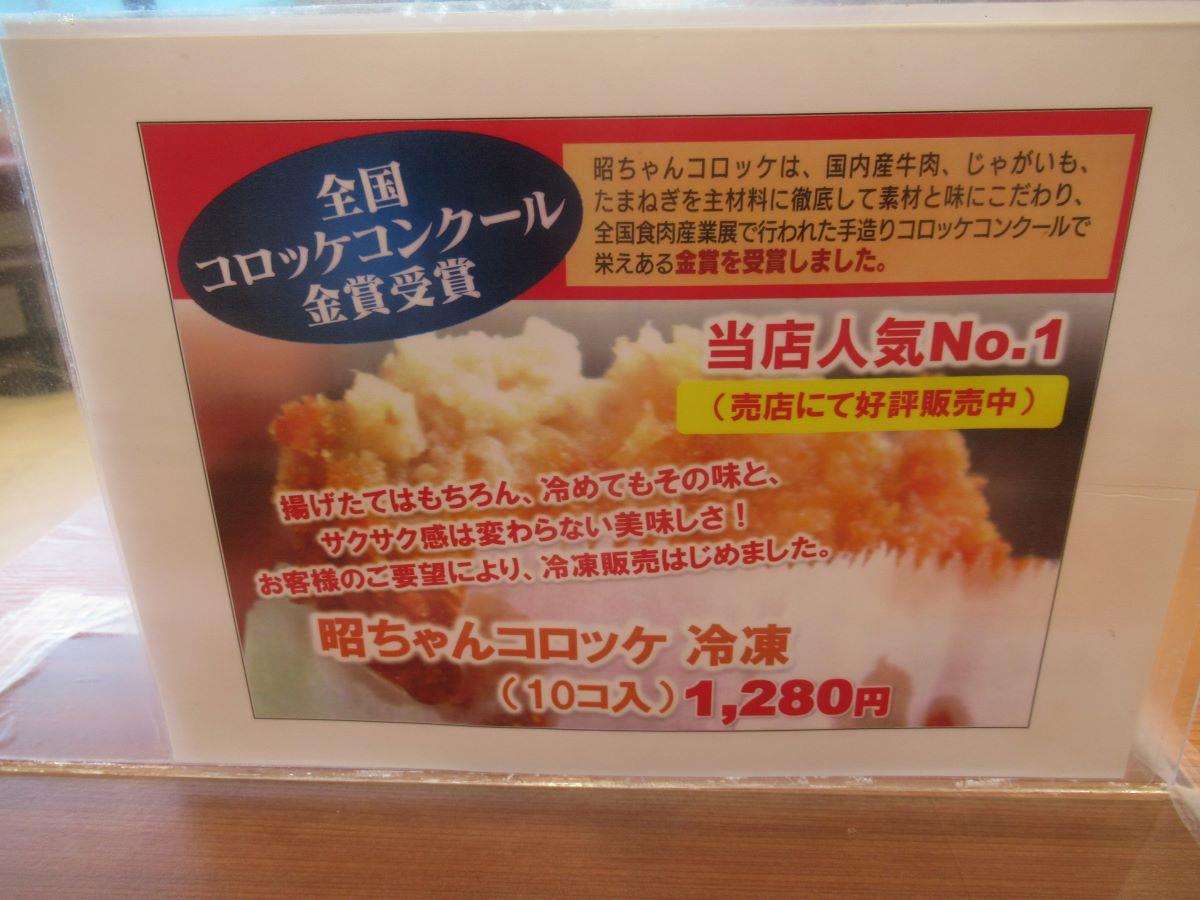 全国
コロッケコンクール
金賞受賞
昭ちゃんコロッケは、国内産牛肉、じゃがいも、
たまねぎを主材料に徹底して素材と味にこだわり、
全国食肉産業展で行われた手造りコロッケコンクールで
栄えある金賞を受賞しました。
当店人気No.1
（売店にて好評販売中）
揚げたてはもちろん、冷めてもその味と、
サクサク感は変わらない美味しさ！
お客様のご要望により、冷凍販売はじめました。
昭ちゃんコロッケ 冷凍
（10コ入）1,280円